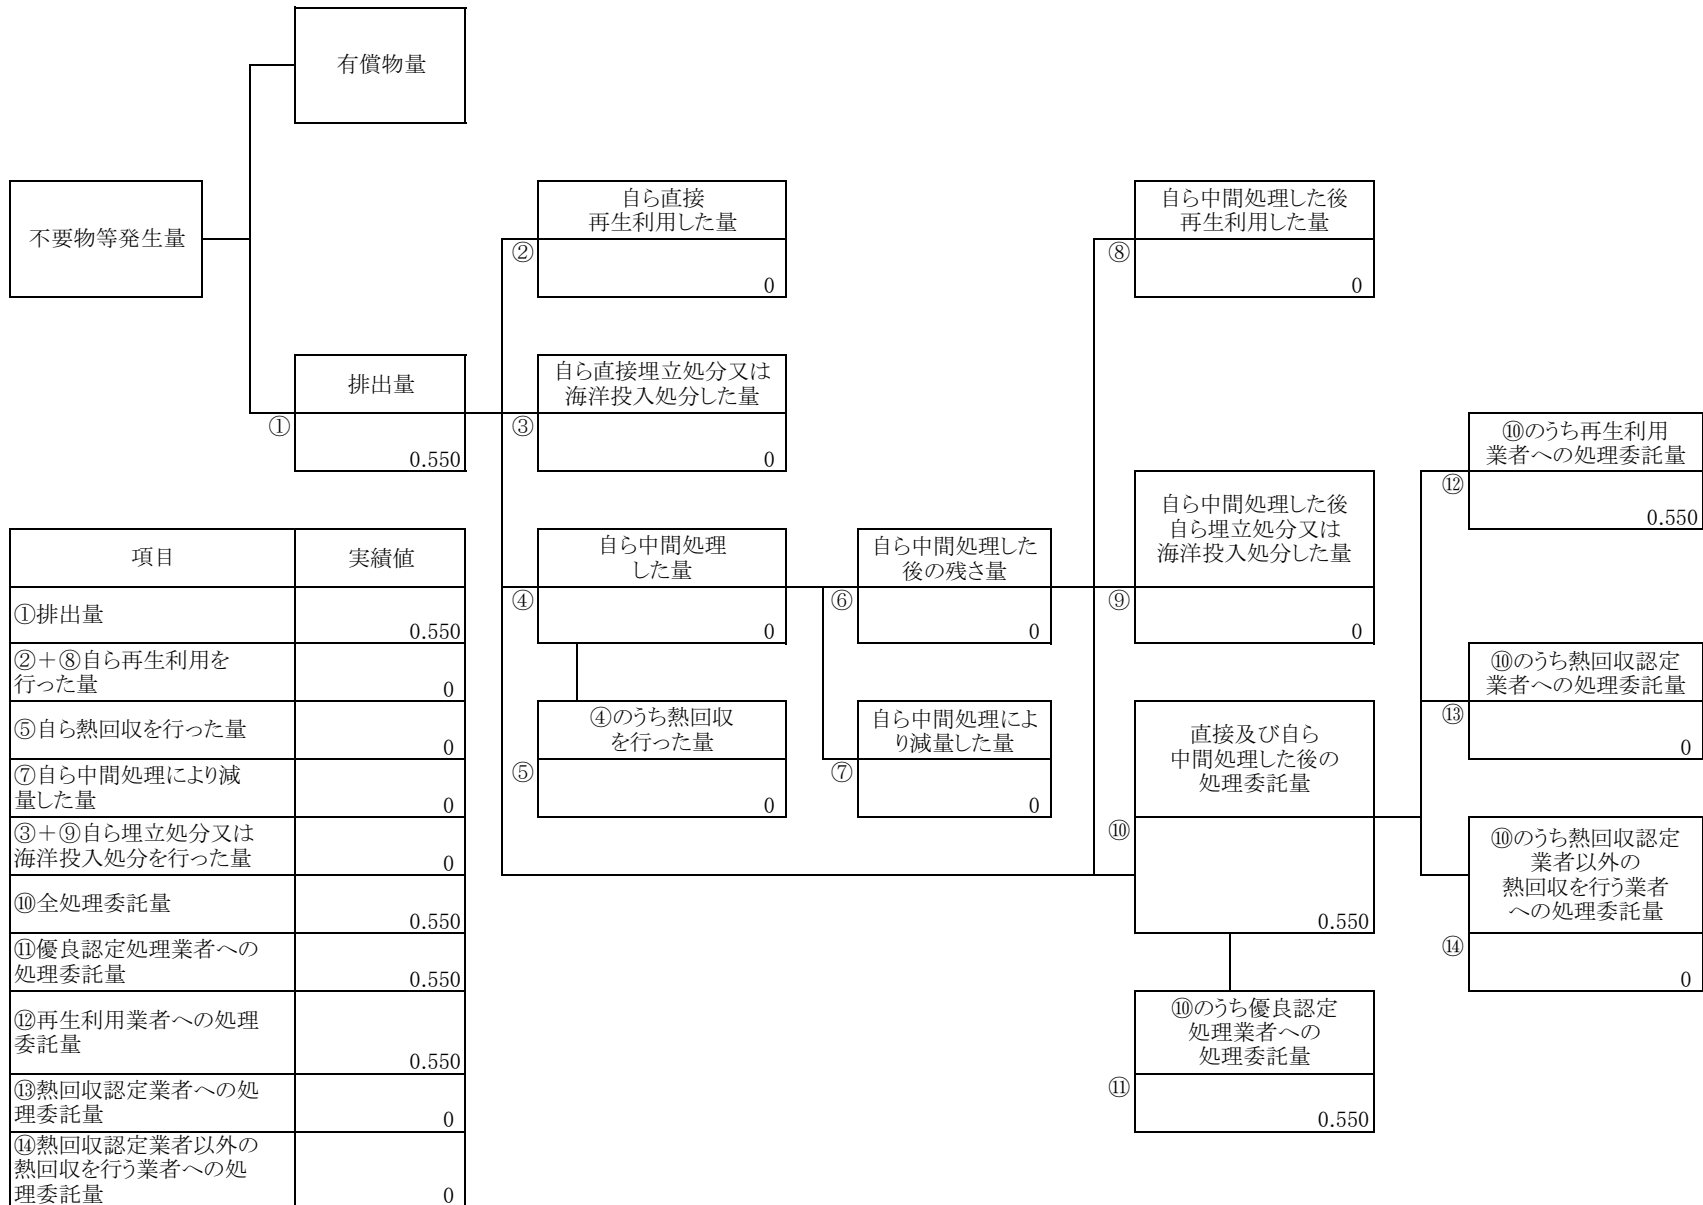 有償物量
不要物等発生量
自ら直接
再生利用した量
②
0
自ら中間処理した後
再生利用した量
⑧
0
排出量
①
0.550
自ら直接埋立処分又は
海洋投入処分した量
③
0
⑩のうち再生利用
業者への処理委託量
⑫
0.550
自ら中間処理
した量
④
0
自ら中間処理した
後の残さ量
⑥
0
自ら中間処理した後
自ら埋立処分又は
海洋投入処分した量
⑨
0
⑩のうち熱回収認定
業者への処理委託量
⑬
0
④のうち熱回収
を行った量
⑤
0
自ら中間処理によ
り減量した量
⑦
0
直接及び自ら
中間処理した後の
処理委託量
⑩
0.550
⑩のうち熱回収認定
業者以外の
熱回収を行う業者
への処理委託量
⑭
0
⑩のうち優良認定
処理業者への
処理委託量
⑪
0.550
項目 実績値
①排出量
0.550
②+⑧自ら再生利用を
行った量 0
⑤自ら熱回収を行った量
0
⑦自ら中間処理により減
量した量 0
③+⑨自ら埋立処分又は
海洋投入処分を行った量 0
⑩全処理委託量
0.550
⑪優良認定処理業者への
処理委託量 0.550
⑫再生利用業者への処理
委託量
0.550
⑬熱回収認定業者への処
理委託量 0
⑭熱回収認定業者以外の
熱回収を行う業者への処
理委託量 0